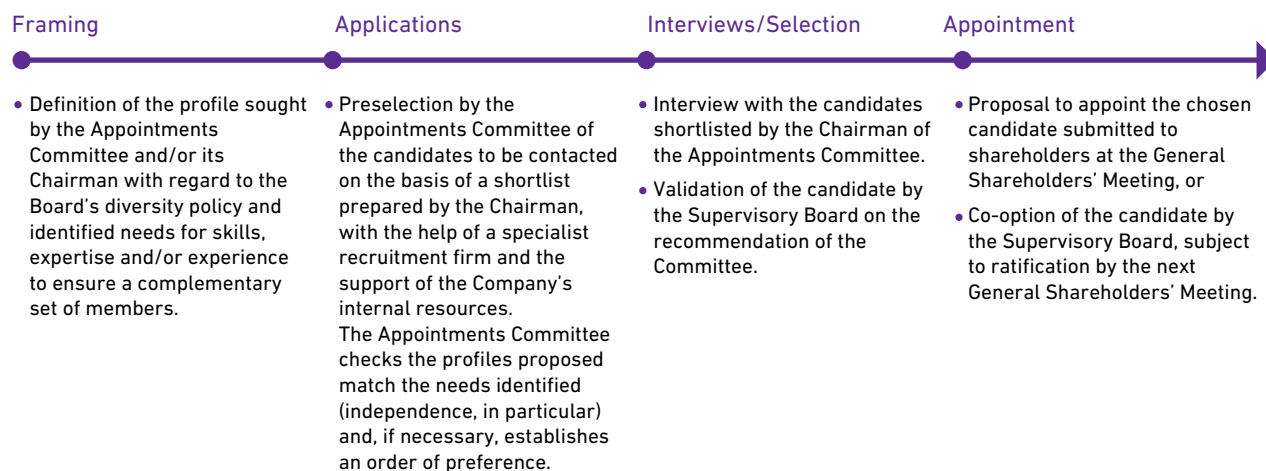 Framing
Applications
Interviews/Selection
Appointment
• Definition of the profile sought
by the Appointments
Committee and/or its
Chairman with regard to the
Board’s diversity policy and
identified needs for skills,
expertise and/or experience
to ensure a complementary
set of members.
• Preselection by the
Appointments Committee of
the candidates to be contacted
on the basis of a shortlist
prepared by the Chairman,
with the help of a specialist
recruitment firm and the
support of the Company’s
internal resources.
The Appointments Committee
checks the profiles proposed
match the needs identified
(independence, in particular)
and, if necessary, establishes
an order of preference.
• Interview with the candidates
shortlisted by the Chairman of
the Appointments Committee.
• Validation of the candidate by
the Supervisory Board on the
recommendation of the
Committee.
• Proposal to appoint the chosen
candidate submitted to
shareholders at the General
Shareholders’ Meeting, or
• Co-option of the candidate by
the Supervisory Board, subject
to ratification by the next
General Shareholders’ Meeting.